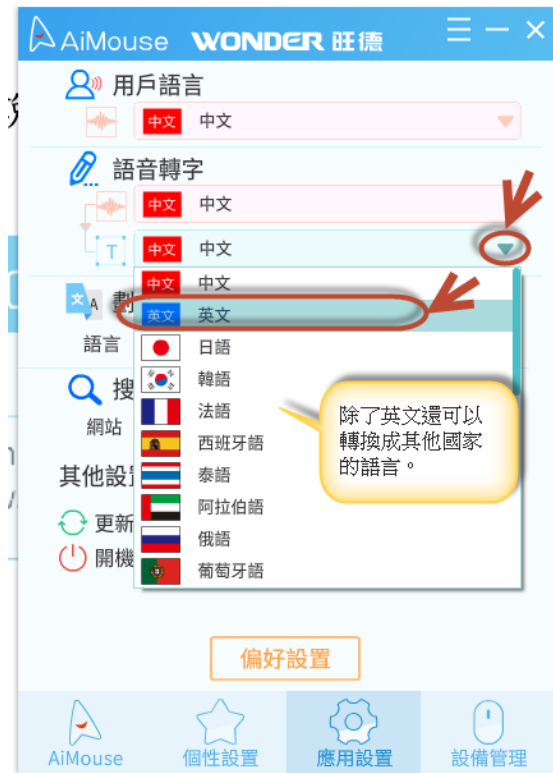 AiMouse WONDER 旺德
用戶語言
中文 中文
語音轉字
中文 中文
T 中文 中文
中文 中文
劃
英文 英文
語言
日語
韓語
搜
法語
網站
西班牙語
除了英文還可以
轉換成其他國家
的語言。
其他設
泰語
阿拉伯語
更新
俄語
開機
葡萄牙語
偏好設置
AiMouse 個性設置 應用設置 設備管理